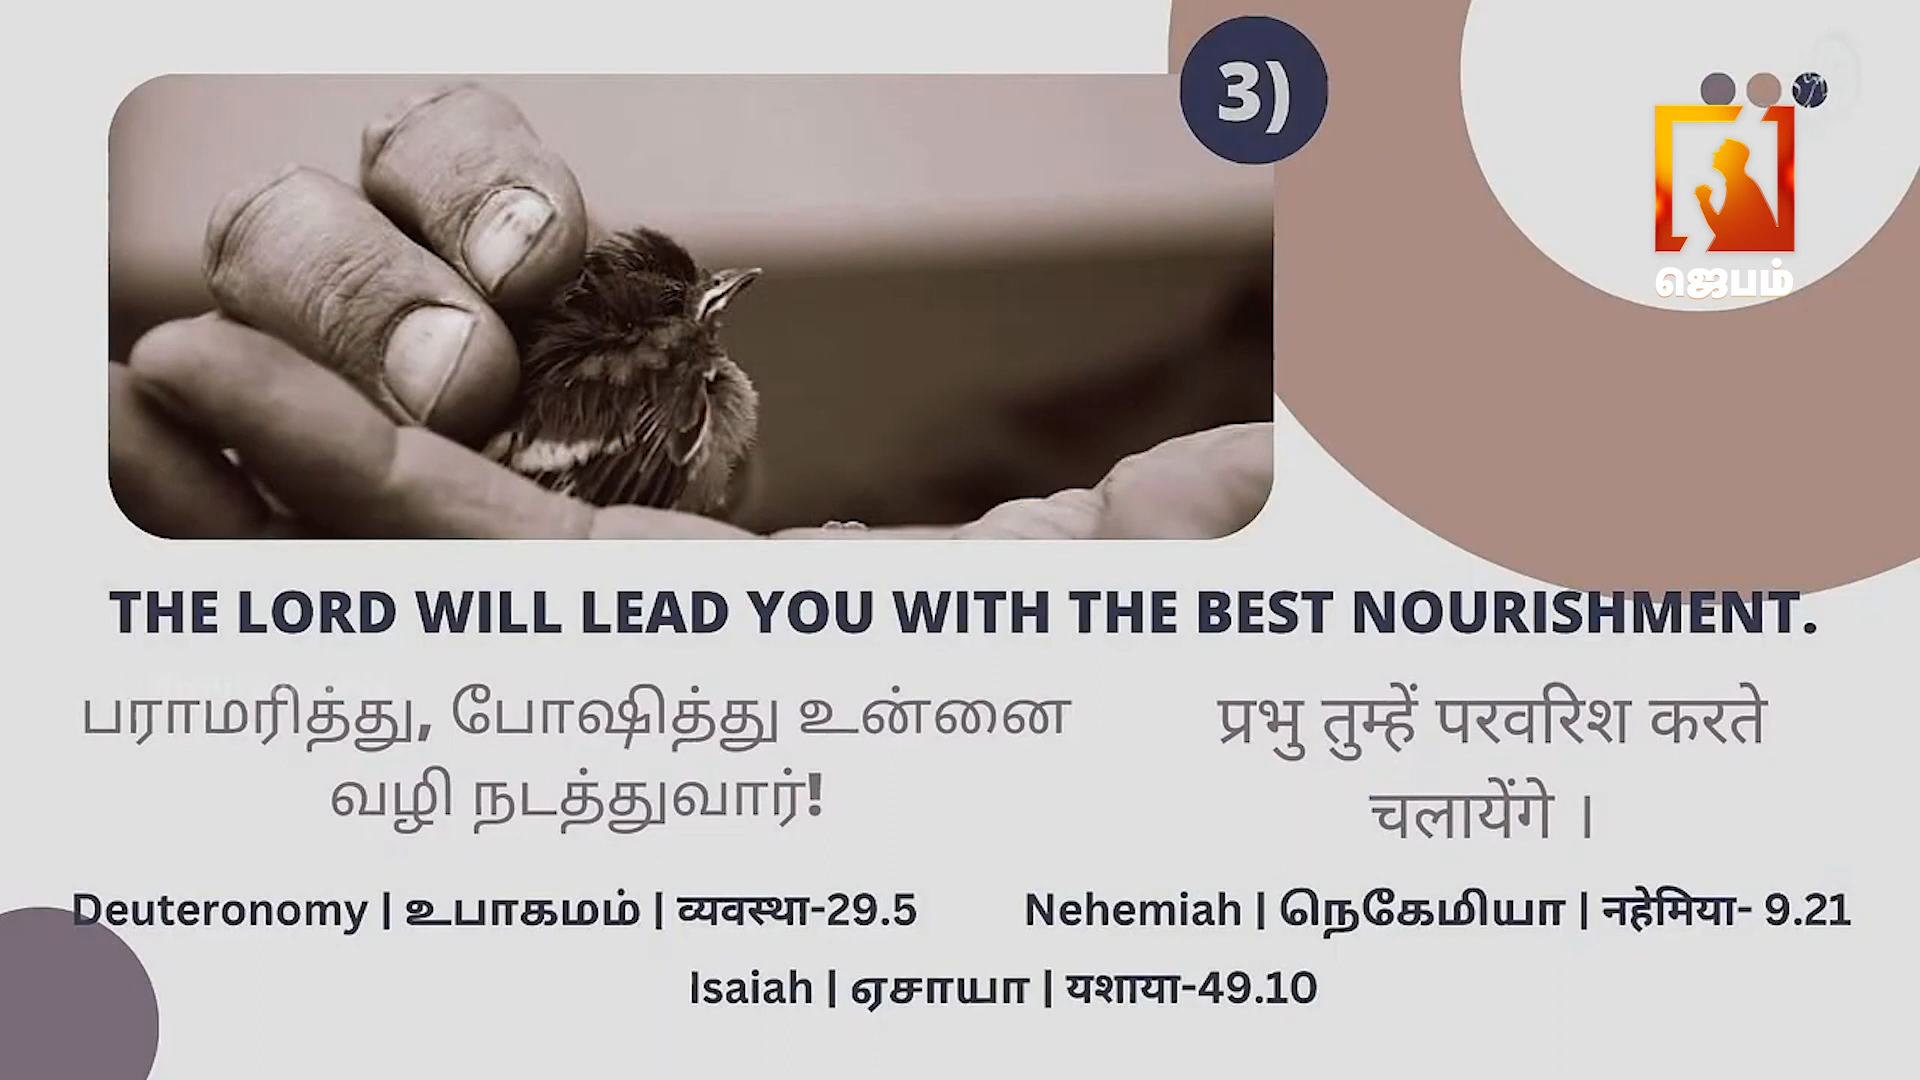 3)
ஜெபம்
THE LORD WILL LEAD YOU WITH THE BEST NOURISHMENT.
பராமரித்து, போஷித்து உன்னை
வழி நடத்துவார்!
प्रभु तुम्हें परवरिश करते
चलायेंगे ।
Deuteronomy | உபாகமம் | व्यवस्था-29.5
Nehemiah | நெகேமியா | नहेमिया- 9.21
Isaiah | ஏசாயா | यशाया-49.10